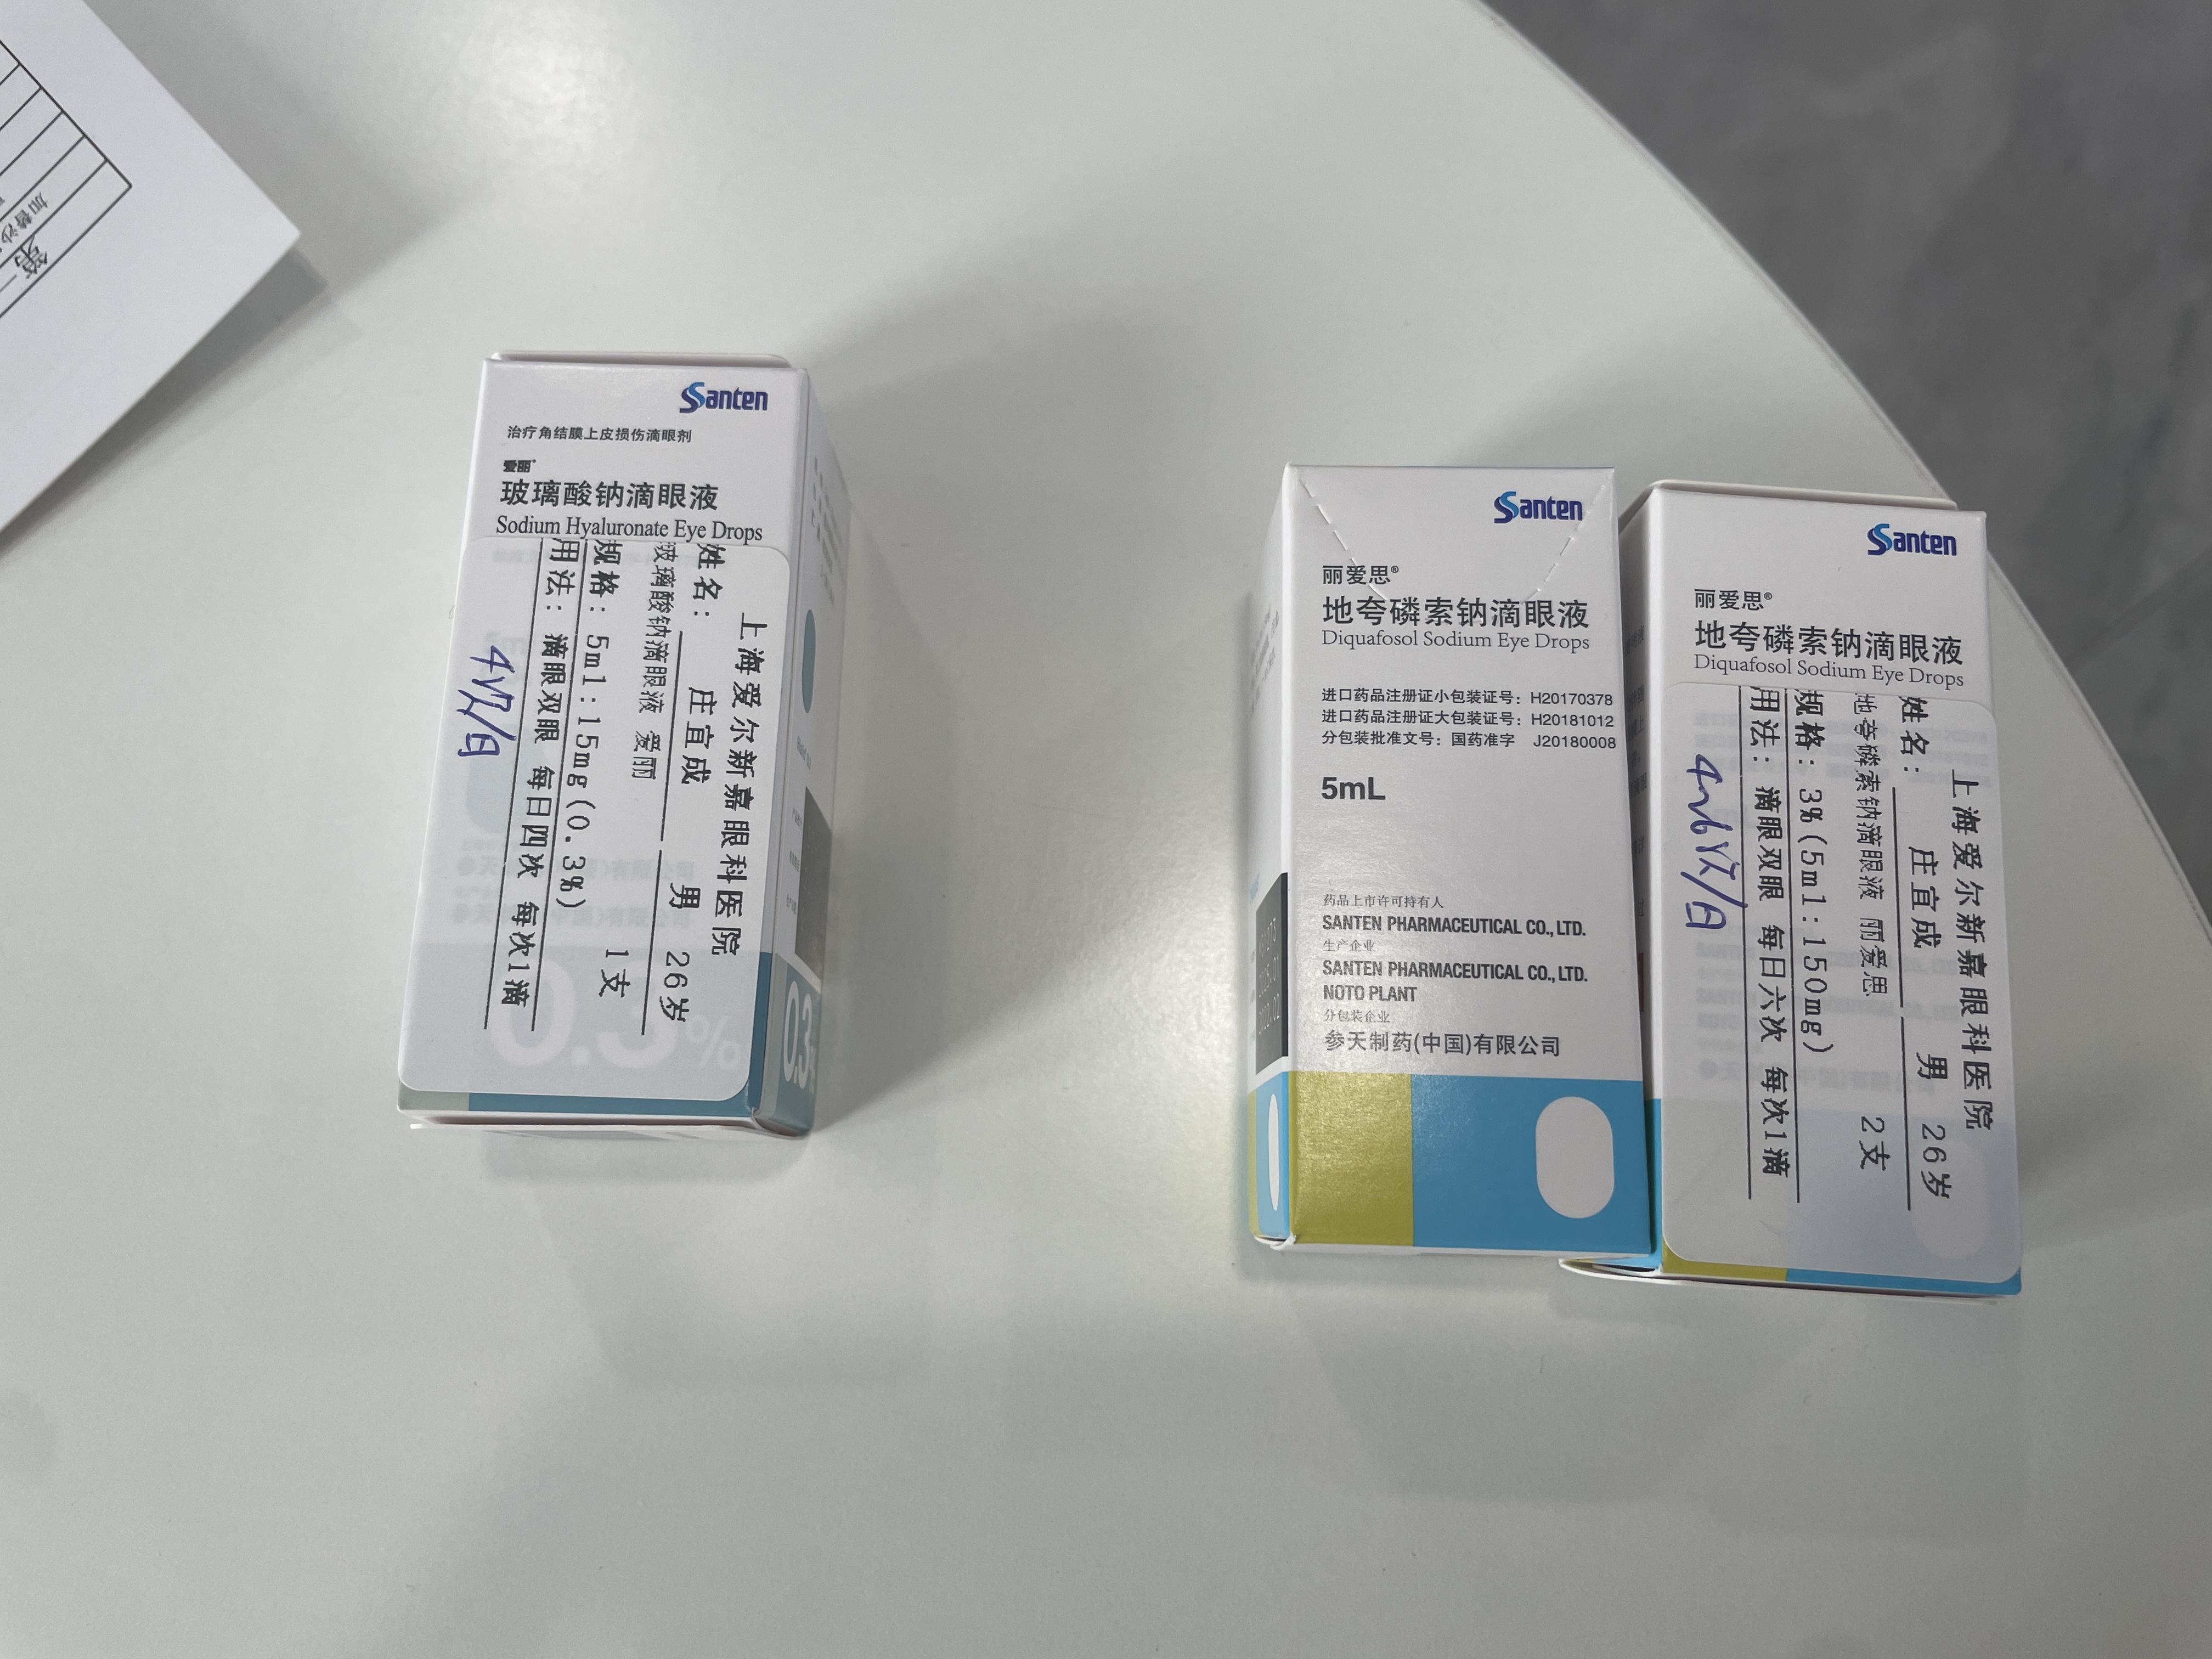 第二
Santen
治疗角结膜上皮损伤滴眼剂
爱丽®
玻璃酸钠滴眼液
Sodium Hyaluronate Eye Drops
上海爱尔新嘉眼科医院
姓名： 庄宜成 男 26岁
玻璃酸钠滴眼液 爱丽 1支
规格：5ml:15mg(0.3%)
用法：滴眼双眼 每日四次 每次1滴
4次/日
0.3%
0.3
Santen
丽爱思®
地夸磷索钠滴眼液
Diquafosol Sodium Eye Drops
进口药品注册证小包装证号：H20170378
进口药品注册证大包装证号：H20181012
分包装批准文号：国药准字 J20180008
5mL
药品上市许可持有人
SANTEN PHARMACEUTICAL CO., LTD.
生产企业
SANTEN PHARMACEUTICAL CO., LTD.
NOTO PLANT
分包装企业
参天制药(中国)有限公司
Santen
丽爱思®
地夸磷索钠滴眼液
Diquafosol Sodium Eye Drops
上海爱尔新嘉眼科医院
姓名： 庄宜成 男 26岁
地夸磷索钠滴眼液 丽爱思 2支
规格：3%(5ml:150mg)
用法：滴眼双眼 每日六次 每次1滴
4~6次/日